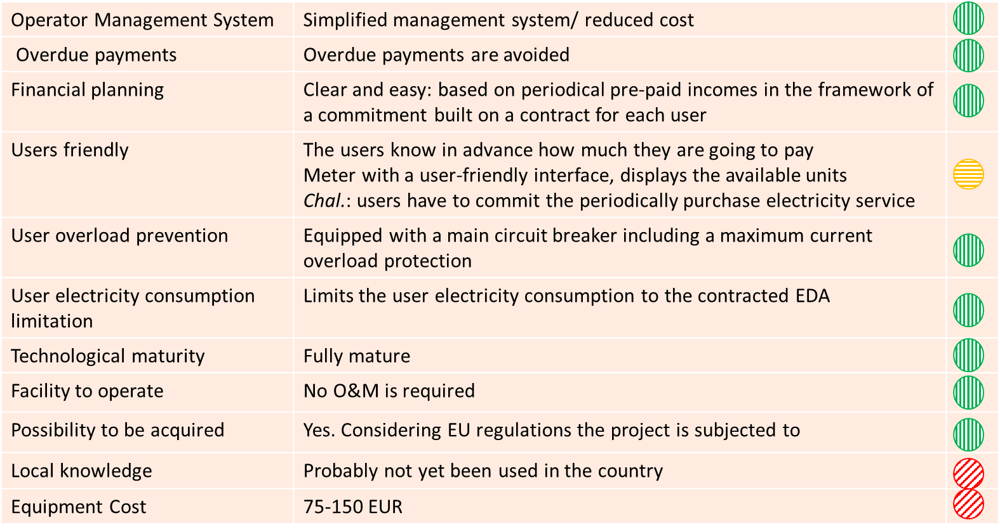 Operator Management System
Simplified management system/ reduced cost
Overdue payments
Overdue payments are avoided
Financial planning
Clear and easy: based on periodical pre-paid incomes in the framework of
a commitment built on a contract for each user
Users friendly
The users know in advance how much they are going to pay
Meter with a user-friendly interface, displays the available units
Chal.: users have to commit the periodically purchase electricity service
User overload prevention
Equipped with a main circuit breaker including a maximum current
overload protection
User electricity consumption
limitation
Limits the user electricity consumption to the contracted EDA
Technological maturity
Fully mature
Facility to operate
No O&M is required
Possibility to be acquired
Yes. Considering EU regulations the project is subjected to
Local knowledge
Probably not yet been used in the country
Equipment Cost
75-150 EUR